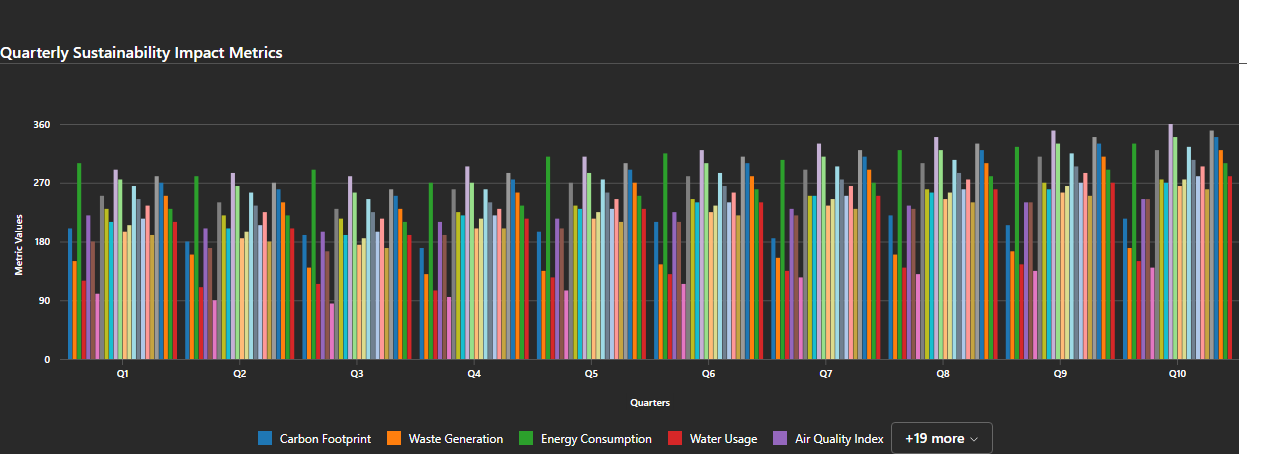 Quarterly Sustainability Impact Metrics
360
270
180
90
0
Metric Values
Q1 Q2 Q3 Q4 Q5 Q6 Q7 Q8 Q9 Q10
Quarters
Carbon Footprint Waste Generation Energy Consumption Water Usage Air Quality Index +19 more